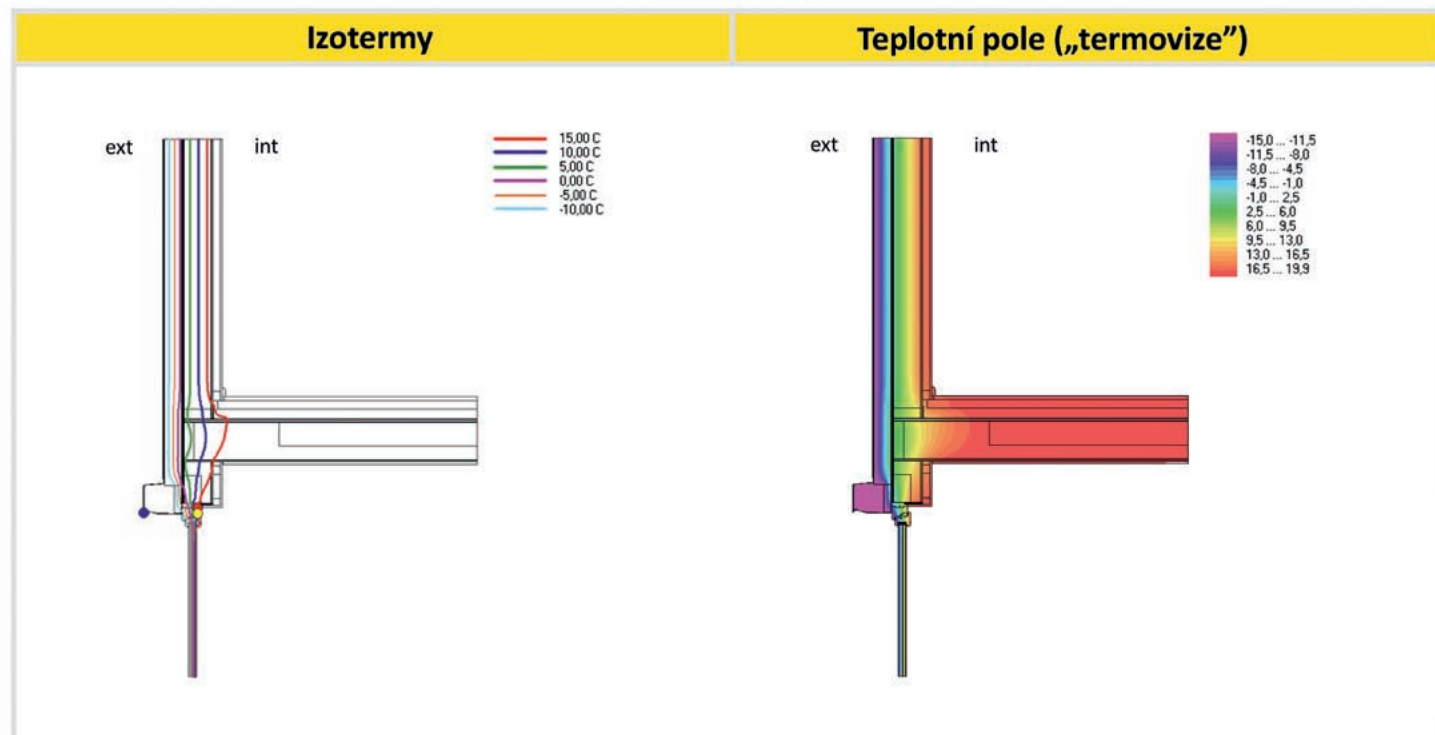 Izotermy
Teplotní pole („termovize”)
ext
int
15,00 C
10,00 C
5,00 C
0,00 C
-5,00 C
-10,00 C
ext
int
-15,0 ... -11,5
-11,5 ... -8,0
-8,0 ... -4,5
-4,5 ... -1,0
-1,0 ... 2,5
2,5 ... 6,0
6,0 ... 9,5
9,5 ... 13,0
13,0 ... 16,5
16,5 ... 19,9